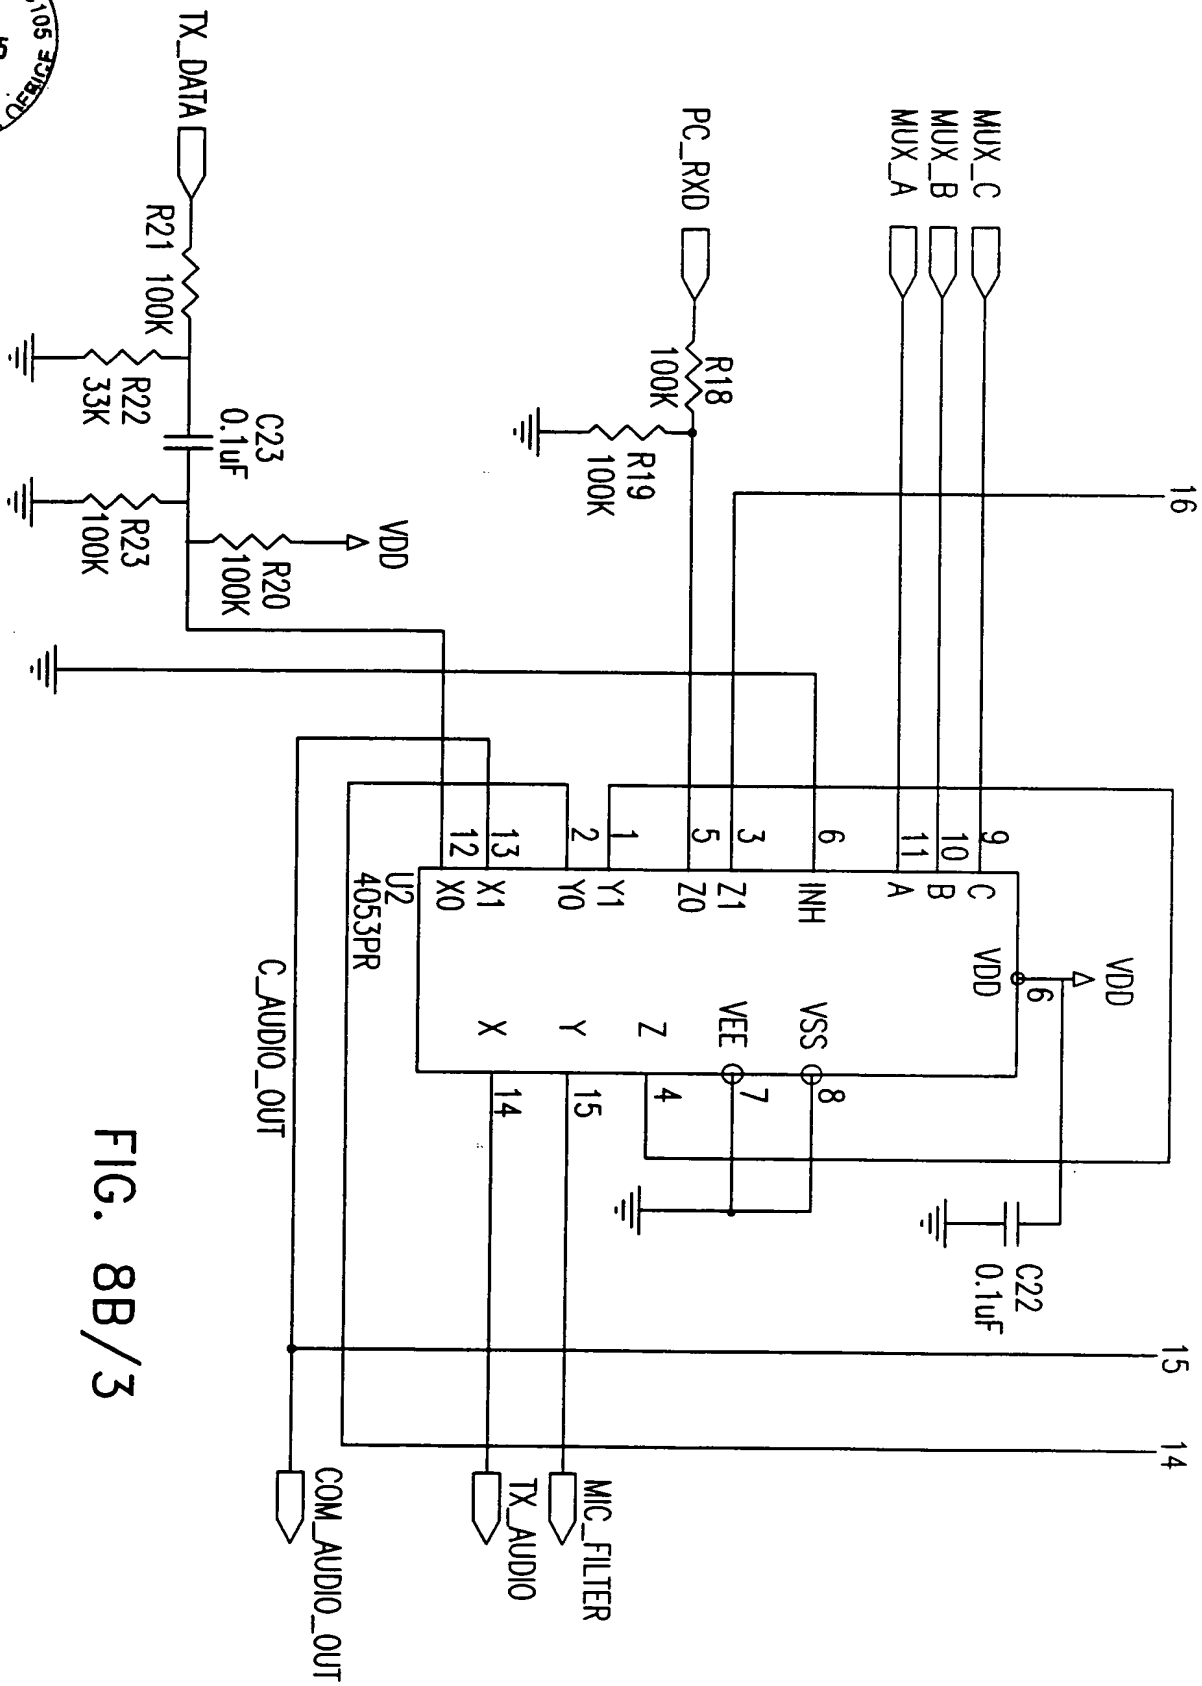 MUX_C
MUX_B
MUX_A
PC_RXD
TX_DATA
16
15
14
R18
100K
R19
100K
R21 100K
R22
33K
C23
0.1uF
R23
100K
R20
100K
VDD
9
10
11
6
3
5
1
2
13
12
C
B
A
INH
Z1
Z0
Y1
Y0
X1
X0
U2
4053PR
VDD
VDD
6
VSS
8
VEE
7
Z
4
Y
15
X
14
C22
0.1uF
C_AUDIO_OUT
MIC_FILTER
TX_AUDIO
COM_AUDIO_OUT
FIG. 8B/3
OFFICE